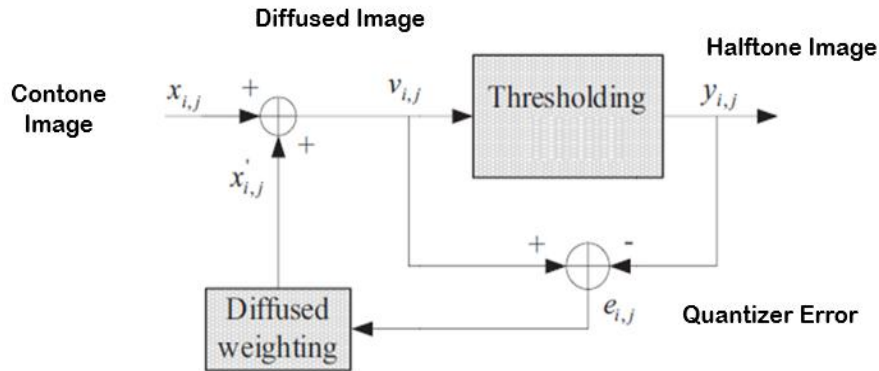 Diffused Image
Halftone Image
Contone
Image
x_{i,j}
+
+
x'_{i,j}
v_{i,j}
Thresholding
y_{i,j}
+
-
e_{i,j}
Diffused
weighting
Quantizer Error